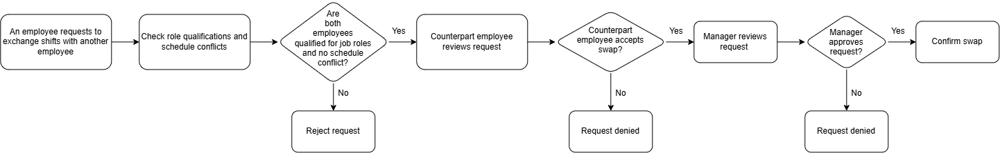 An employee requests to
exchange shifts with another
employee
Check role qualifications and
schedule conflicts
Are
both
employees
qualified for job roles
and no schedule
conflict?
Yes
No
Reject request
Counterpart employee
reviews request
Counterpart
employee accepts
swap?
Yes
No
Request denied
Manager reviews
request
Manager
approves
request?
Yes
No
Request denied
Confirm swap